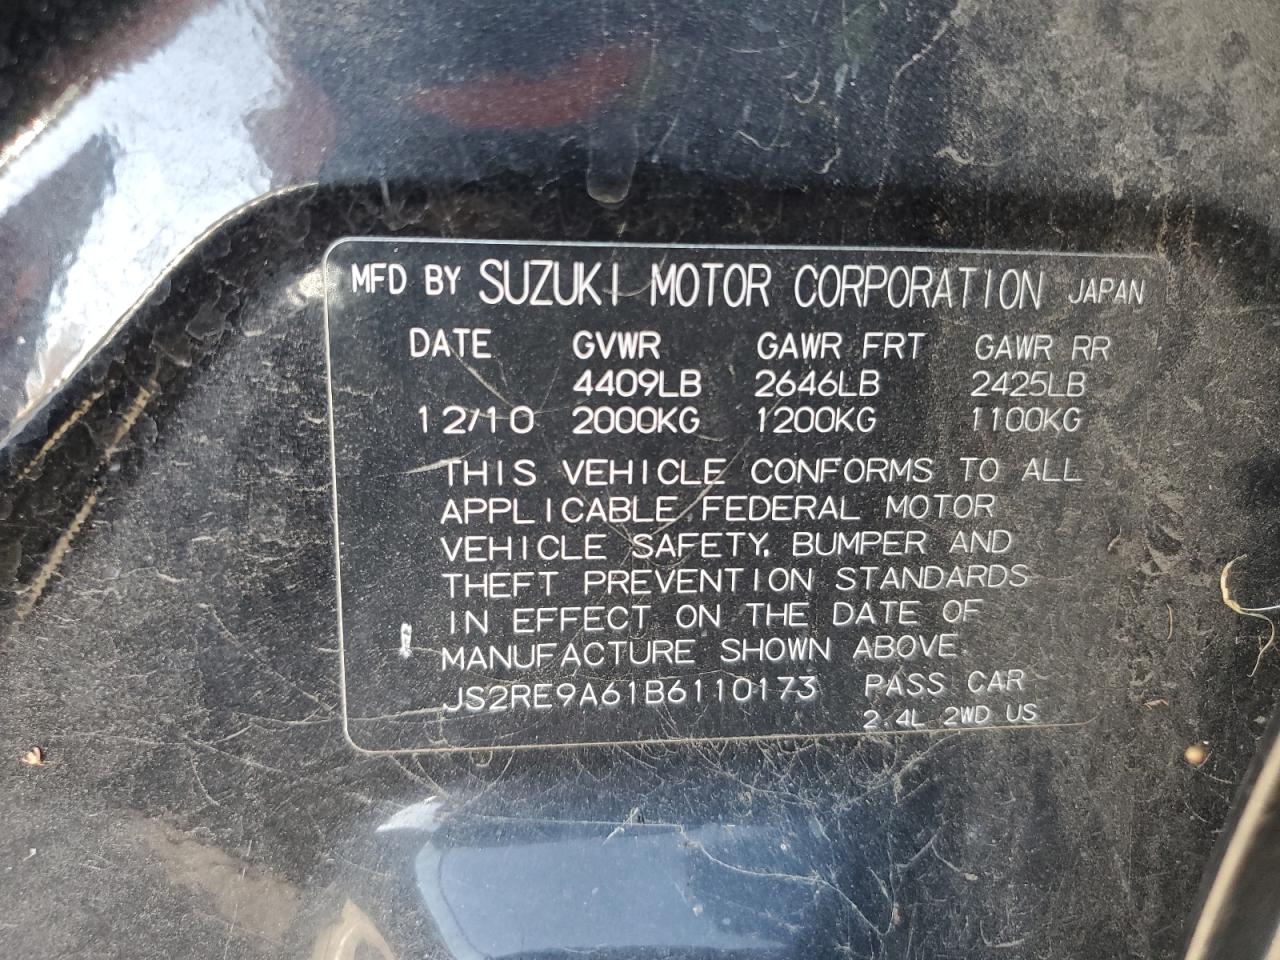 MFD BY SUZUKI MOTOR CORPORATION JAPAN
DATE GVWR GAWR FRT GAWR RR
4409LB 2646LB 2425LB
12/10 2000KG 1200KG 1100KG
THIS VEHICLE CONFORMS TO ALL
APPLICABLE FEDERAL MOTOR
VEHICLE SAFETY, BUMPER AND
THEFT PREVENTION STANDARDS
IN EFFECT ON THE DATE OF
MANUFACTURE SHOWN ABOVE.
JS2RE9A61B6110173 PASS CAR
2.4L 2WD US